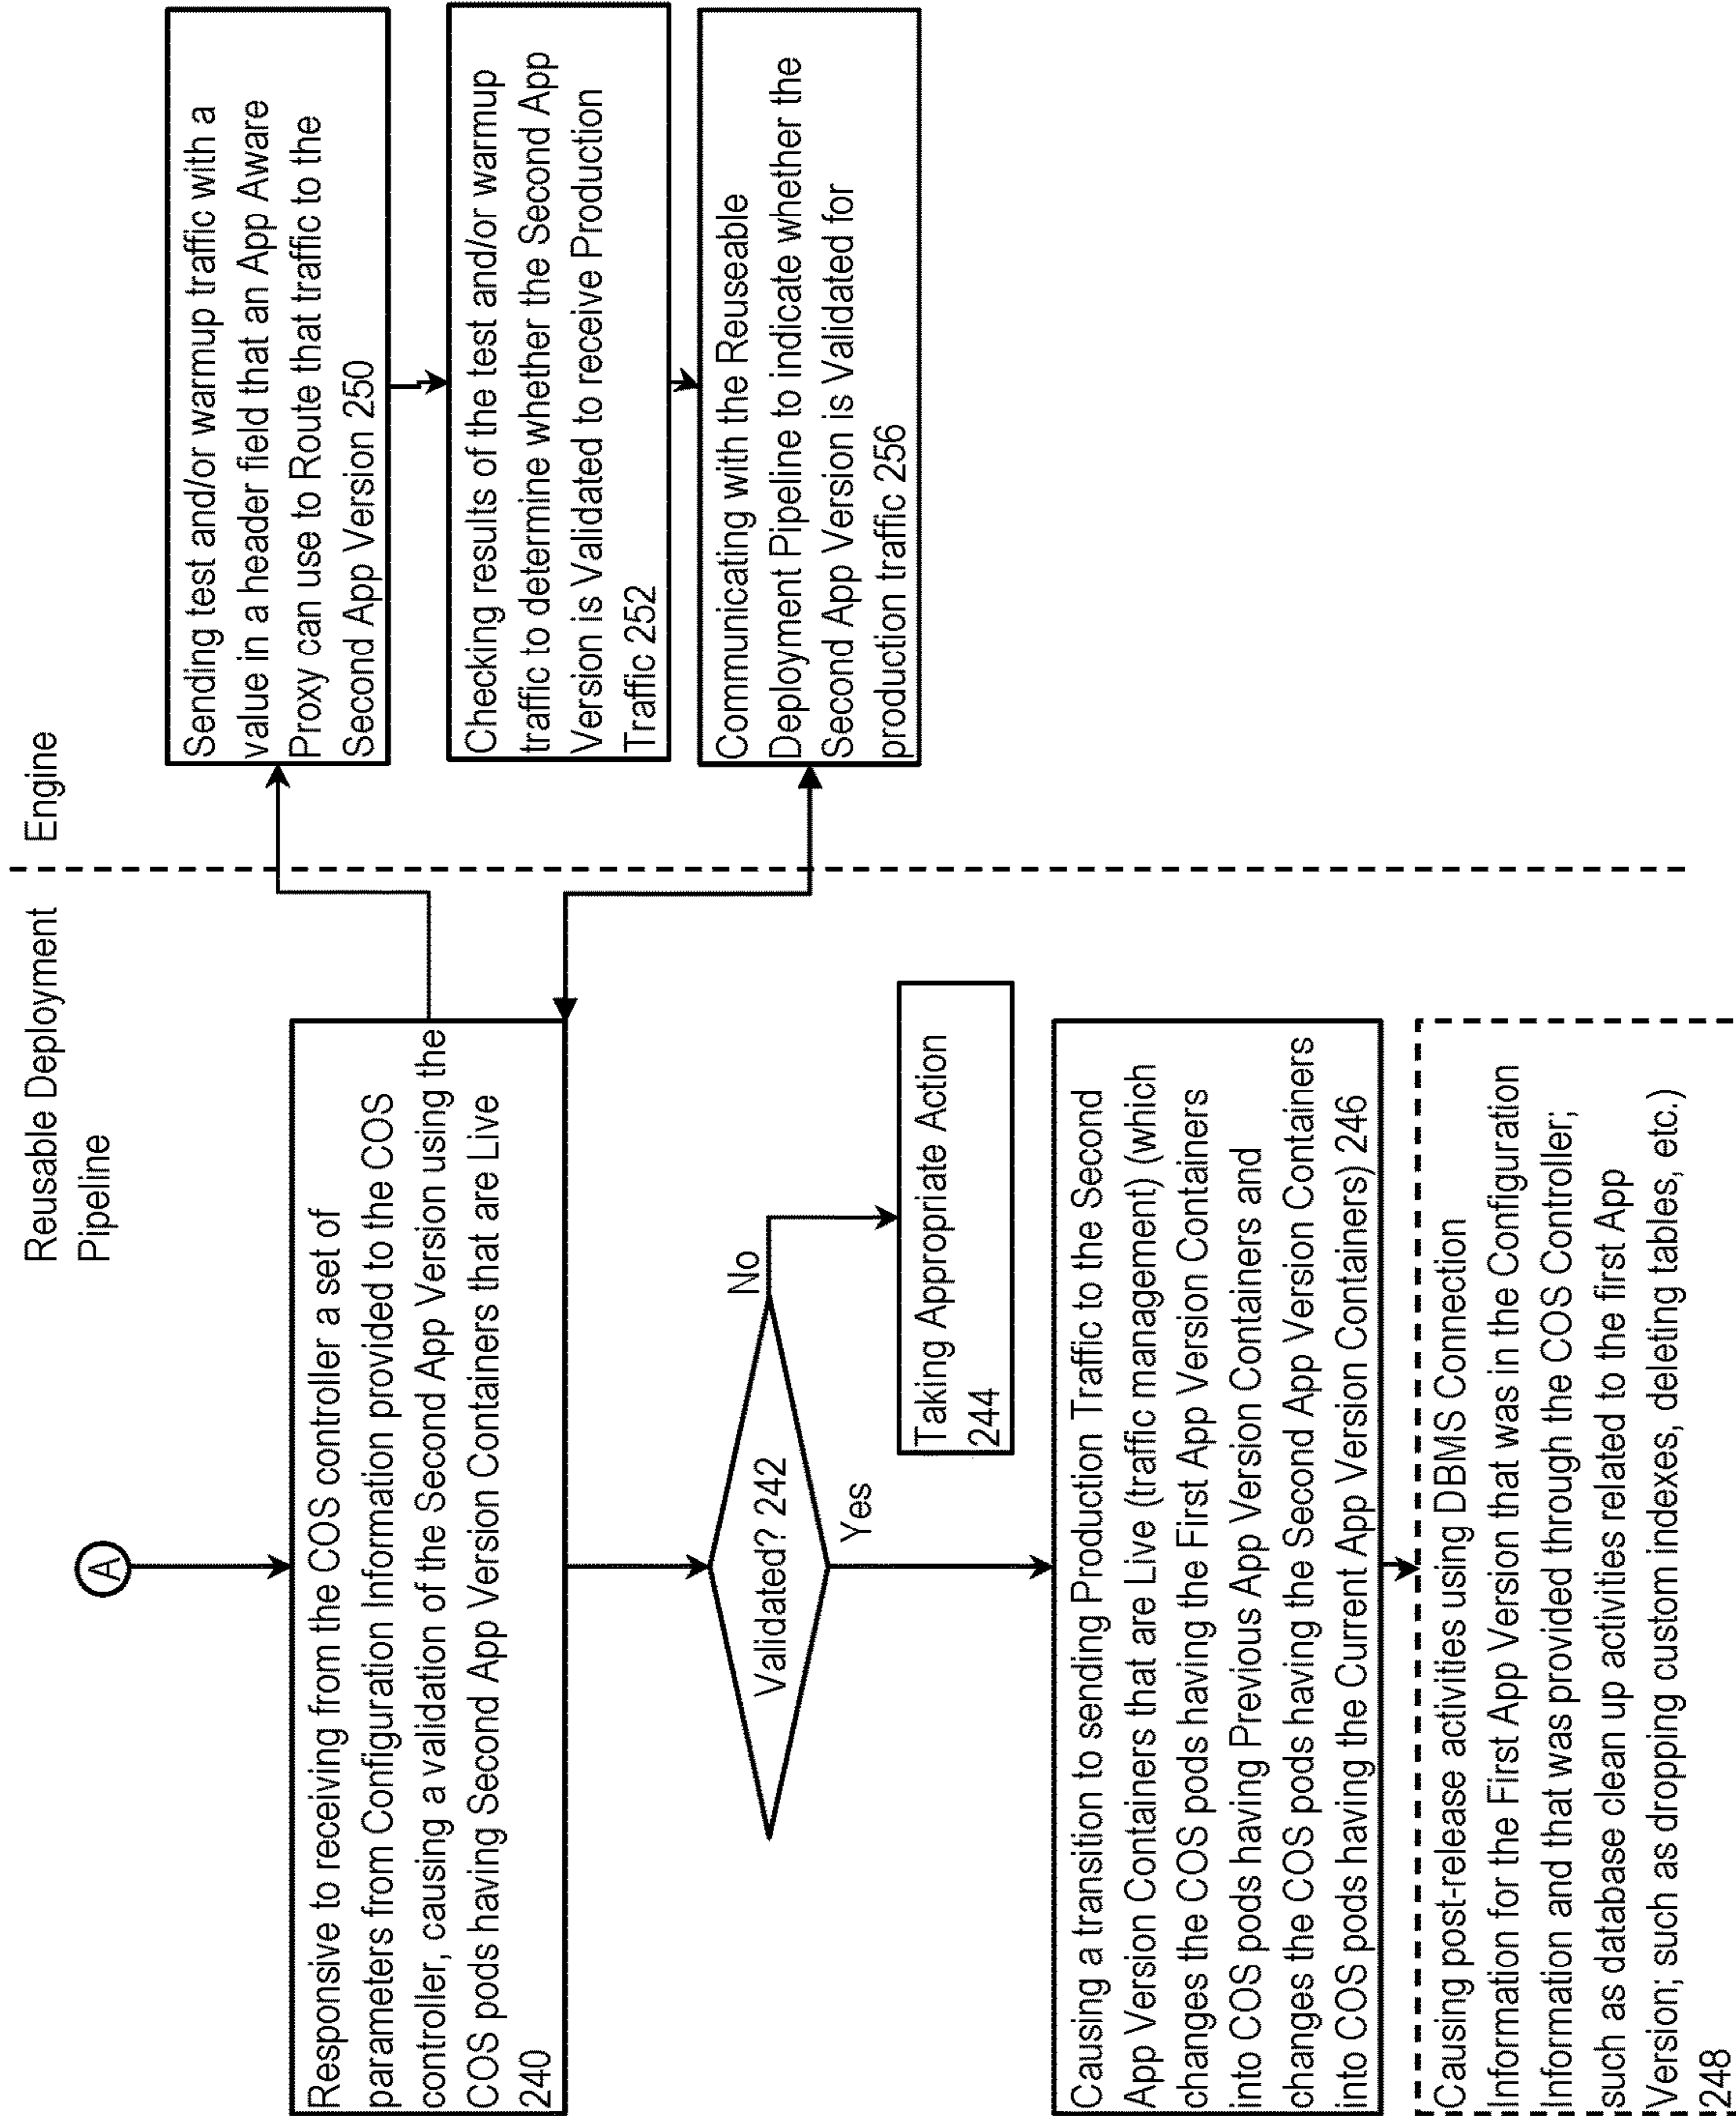 Reusable Deployment
Pipeline
Engine
A
Responsive to receiving from the COS controller a set of
parameters from Configuration Information provided to the COS
controller, causing a validation of the Second App Version using the
COS pods having Second App Version Containers that are Live
240
Validated? 242
No
Yes
Taking Appropriate Action
244
Causing a transition to sending Production Traffic to the Second
App Version Containers that are Live (traffic management) (which
changes the COS pods having the First App Version Containers
into COS pods having Previous App Version Containers and
changes the COS pods having the Second App Version Containers
into COS pods having the Current App Version Containers) 246
Causing post-release activities using DBMS Connection
Information for the First App Version that was in the Configuration
Information and that was provided through the COS Controller;
such as database clean up activities related to the first App
Version; such as dropping custom indexes, deleting tables, etc.)
248
Sending test and/or warmup traffic with a
value in a header field that an App Aware
Proxy can use to Route that traffic to the
Second App Version 250
Checking results of the test and/or warmup
traffic to determine whether the Second App
Version is Validated to receive Production
Traffic 252
Communicating with the Reuseable
Deployment Pipeline to indicate whether the
Second App Version is Validated for
production traffic 256